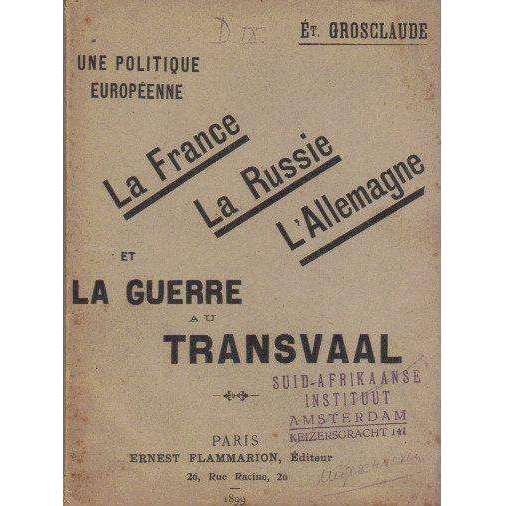 D IX.
ÉT. GROSCLAUDE
UNE POLITIQUE
EUROPÉENNE
La France
La Russie
L'Allemagne
ET
LA GUERRE
AU
TRANSVAAL
SUID-AFRIKAANSE
INSTITUUT
AMSTERDAM
KEIZERSGRACHT 141
PARIS
ERNEST FLAMMARION, Éditeur
26, Rue Racine, 26
1899